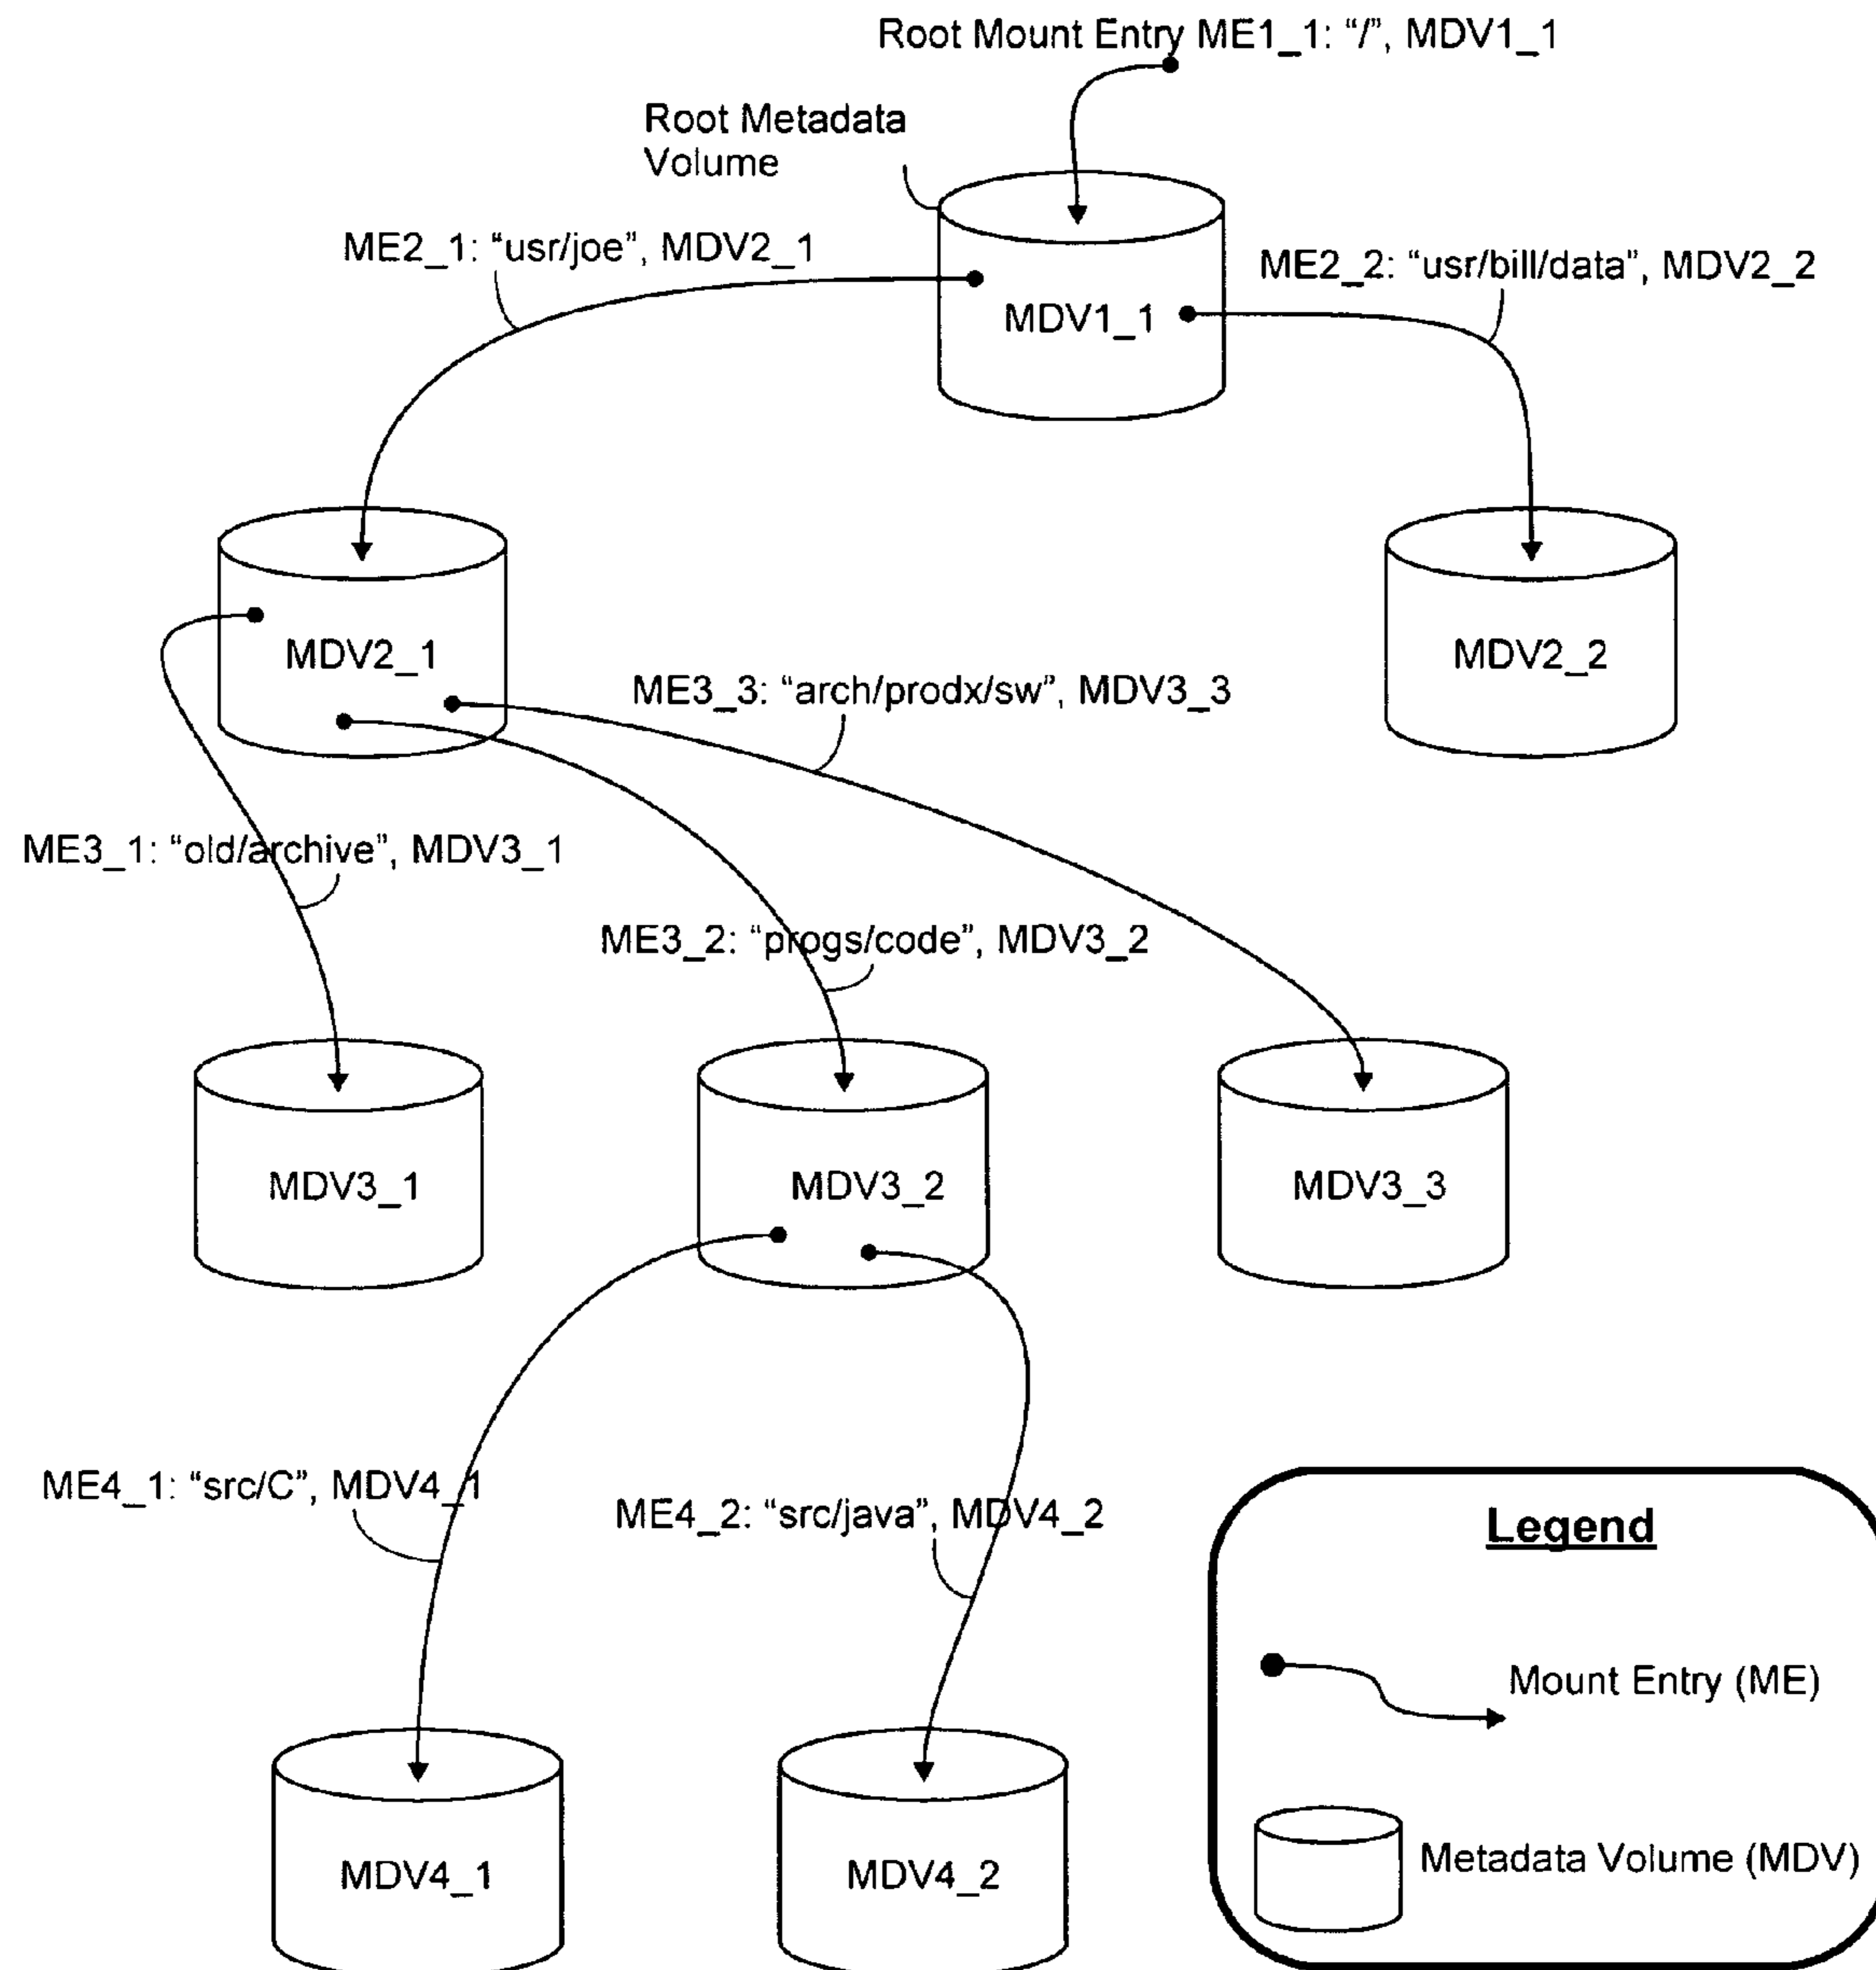 Root Mount Entry ME1_1: “/”, MDV1_1
Root Metadata
Volume
ME2_1: “usr/joe”, MDV2_1
ME2_2: “usr/bill/data”, MDV2_2
MDV1_1
MDV2_1
MDV2_2
ME3_3: “arch/prodx/sw”, MDV3_3
ME3_1: “old/archive”, MDV3_1
ME3_2: “progs/code”, MDV3_2
MDV3_1
MDV3_2
MDV3_3
ME4_1: “src/C”, MDV4_1
ME4_2: “src/java”, MDV4_2
MDV4_1
MDV4_2
Legend
Mount Entry (ME)
Metadata Volume (MDV)